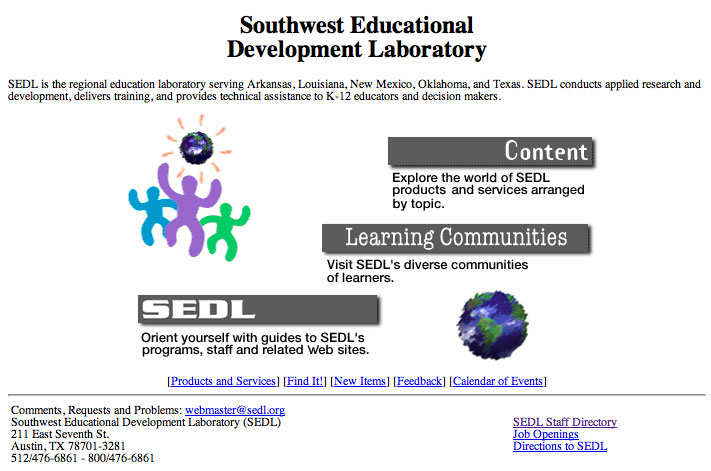 Southwest Educational
Development Laboratory
SEDL is the regional education laboratory serving Arkansas, Louisiana, New Mexico, Oklahoma, and Texas. SEDL conducts applied research and
development, delivers training, and provides technical assistance to K-12 educators and decision makers.
Content
Explore the world of SEDL
products and services arranged
by topic.
Learning Communities
Visit SEDL's diverse communities
of learners.
SEDL
Orient yourself with guides to SEDL's
programs, staff and related Web sites.
[Products and Services] [Find It!] [New Items] [Feedback] [Calendar of Events]
Comments, Requests and Problems: webmaster@sedl.org
Southwest Educational Development Laboratory (SEDL)
211 East Seventh St.
Austin, TX 78701-3281
512/476-6861 - 800/476-6861
SEDL Staff Directory
Job Openings
Directions to SEDL